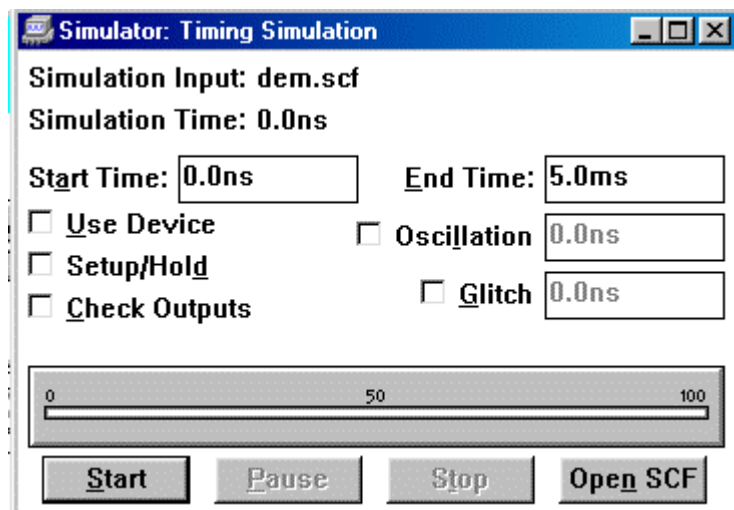 Simulator: Timing Simulation
Simulation Input: dem.scf
Simulation Time: 0.0ns
Start Time: 0.0ns End Time: 5.0ms
Use Device
Oscillation 0.0ns
Setup/Hold
Glitch 0.0ns
Check Outputs
0 50 100
Start Pause Stop Open SCF